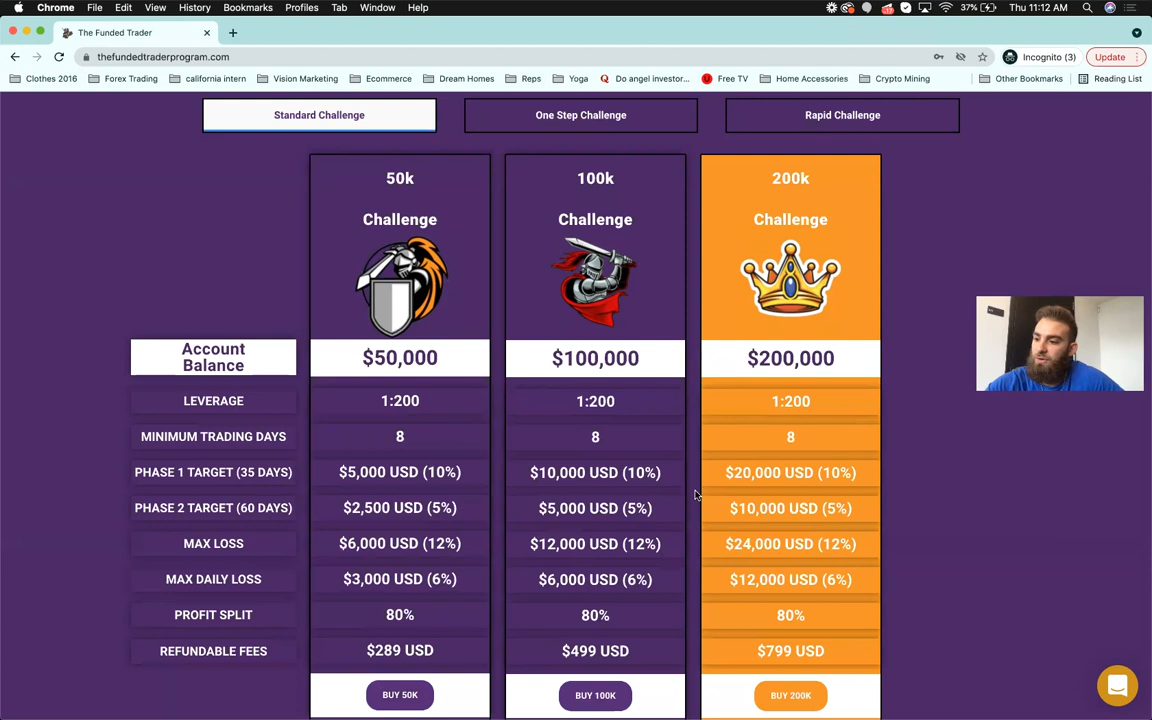 Chrome File Edit View History Bookmarks Profiles Tab Window Help 37% Thu 11:12 AM
The Funded Trader
thefundedtraderprogram.com Incognito (3) Update
Clothes 2016 Forex Trading california intern Vision Marketing Ecommerce Dream Homes Reps Yoga Do angel investor... Free TV Home Accessories Crypto Mining Other Bookmarks Reading List
Standard Challenge One Step Challenge Rapid Challenge
50k 100k 200k
Challenge Challenge Challenge
Account
Balance
$50,000 $100,000 $200,000
LEVERAGE 1:200 1:200 1:200
MINIMUM TRADING DAYS 8 8 8
PHASE 1 TARGET (35 DAYS) $5,000 USD (10%) $10,000 USD (10%) $20,000 USD (10%)
PHASE 2 TARGET (60 DAYS) $2,500 USD (5%) $5,000 USD (5%) $10,000 USD (5%)
MAX LOSS $6,000 USD (12%) $12,000 USD (12%) $24,000 USD (12%)
MAX DAILY LOSS $3,000 USD (6%) $6,000 USD (6%) $12,000 USD (6%)
PROFIT SPLIT 80% 80% 80%
REFUNDABLE FEES $289 USD $499 USD $799 USD
BUY 50K BUY 100K BUY 200K